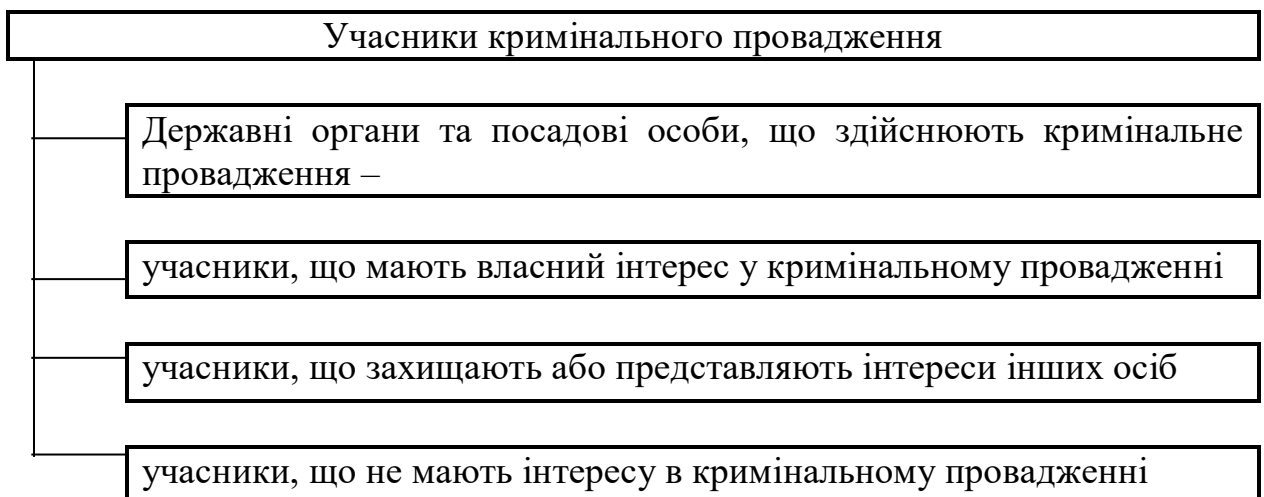 Учасники кримінального провадження
Державні органи та посадові особи, що здійснюють кримінальне
провадження –
учасники, що мають власний інтерес у кримінальному провадженні
учасники, що захищають або представляють інтереси інших осіб
учасники, що не мають інтересу в кримінальному провадженні